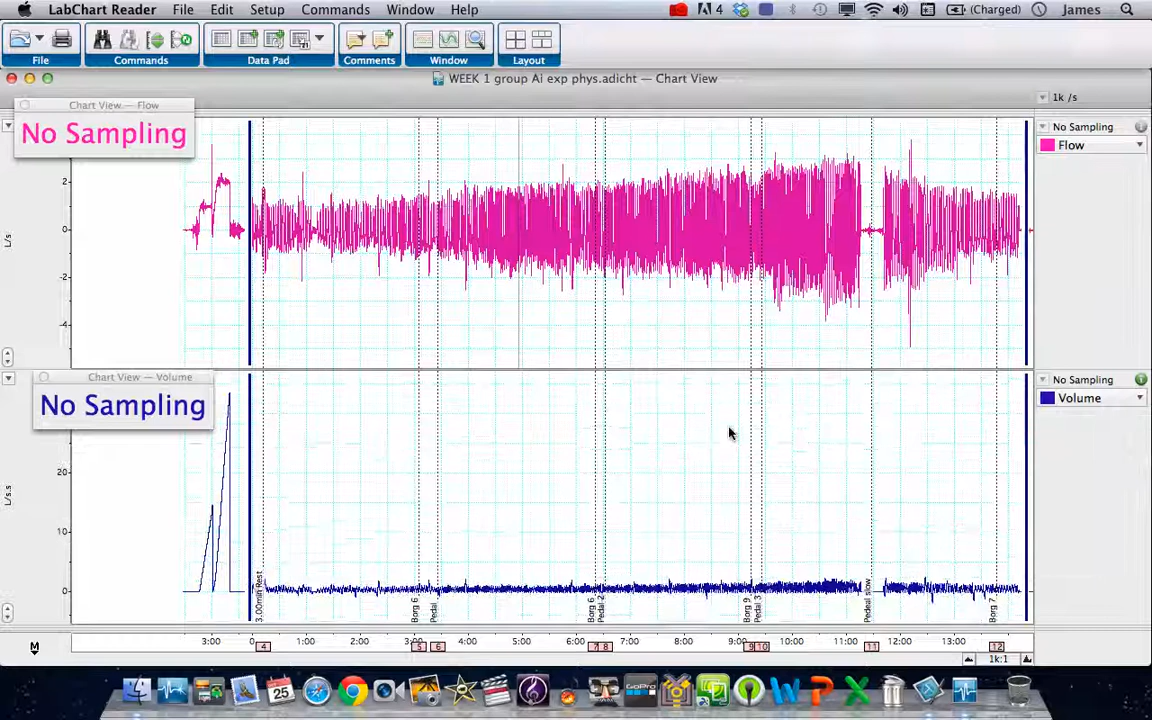 LabChart Reader File Edit Setup Commands Window Help 4 (Charged) James
File Commands Data Pad Comments Window Layout
WEEK 1 group Ai exp phys.adicht — Chart View
1k /s
Chart View — Flow
No Sampling
No Sampling
Flow
2
0
-2
-4
L/s
Chart View — Volume
No Sampling
No Sampling
Volume
20
10
0
L/s.s
3.00min Rest
Borg 6
Pedal
Borg 6
Pedal 2
Borg 9
Pedal 3
Pedeal slow
Borg 7
3:00 0 1:00 2:00 3:00 4:00 5:00 6:00 7:00 8:00 9:00 10:00 11:00 12:00 13:00
M 4 5 6 7 8 9 10 11 12
1k:1
25
GoPro